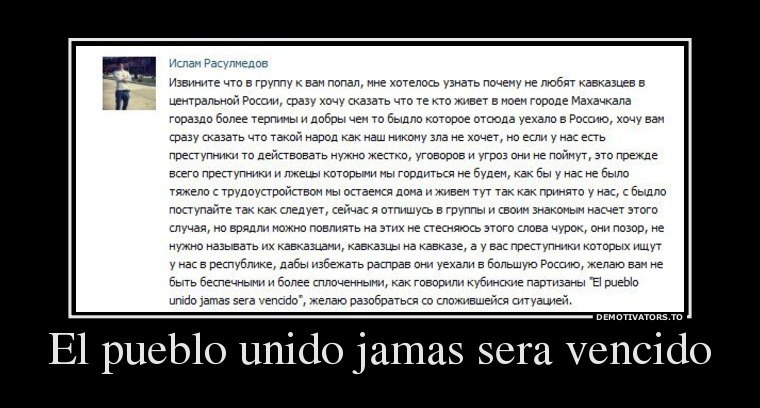 Ислам Расулмедов
Извините что в группу к вам попал, мне хотелось узнать почему не любят кавказцев в
центральной России, сразу хочу сказать что те кто живет в моем городе Махачкала
гораздо более терпимы и добры чем то быдло которое отсюда уехало в Россию, хочу вам
сразу сказать что такой народ как наш никому зла не хочет, но если у нас есть
преступники то действовать нужно жестко, уговоров и угроз они не поймут, это прежде
всего преступники и лжецы которыми мы гордиться не будем, как бы у нас не было
тяжело с трудоустройством мы остаемся дома и живем тут так как принято у нас, с быдло
поступайте так как следует, сейчас я отпишусь в группы и своим знакомым насчет этого
случая, но врядли можно повлиять на этих не стесняюсь этого слова чурок, они позор, не
нужно называть их кавказцами, кавказцы на кавказе, а у вас преступники которых ищут
у нас в республике, дабы избежать расправ они уехали в большую Россию, желаю вам не
быть беспечными и более сплоченными, как говорили кубинские партизаны "El pueblo
unido jamas sera vencido", желаю разобраться со сложившейся ситуацией.
DEMOTIVATORS.TO
El pueblo unido jamas sera vencido